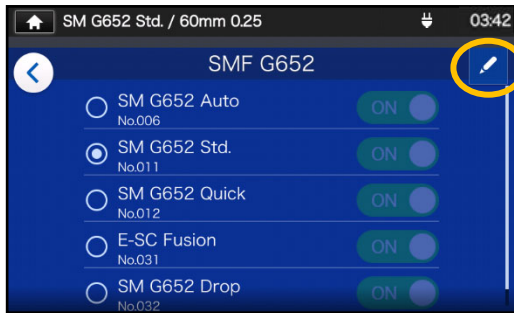 SM G652 Std. / 60mm 0.25 03:42
SMF G652
SM G652 Auto ON
No.006
SM G652 Std. ON
No.011
SM G652 Quick ON
No.012
E-SC Fusion ON
No.031
SM G652 Drop ON
No.032